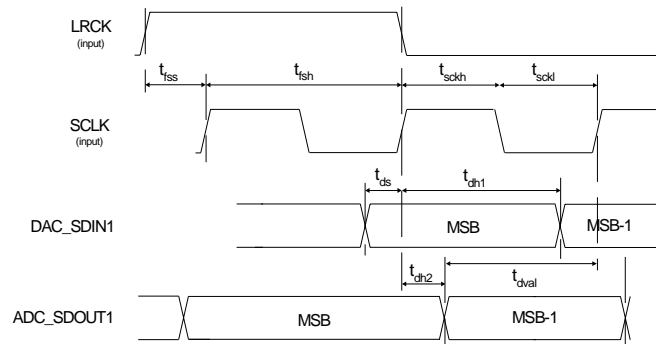 LRCK
(input)
tfss
tfsh
tsckh
tsckl
SCLK
(input)
tds
tdh1
DAC_SDIN1
MSB
MSB-1
tdh2
tdval
ADC_SDOUT1
MSB
MSB-1